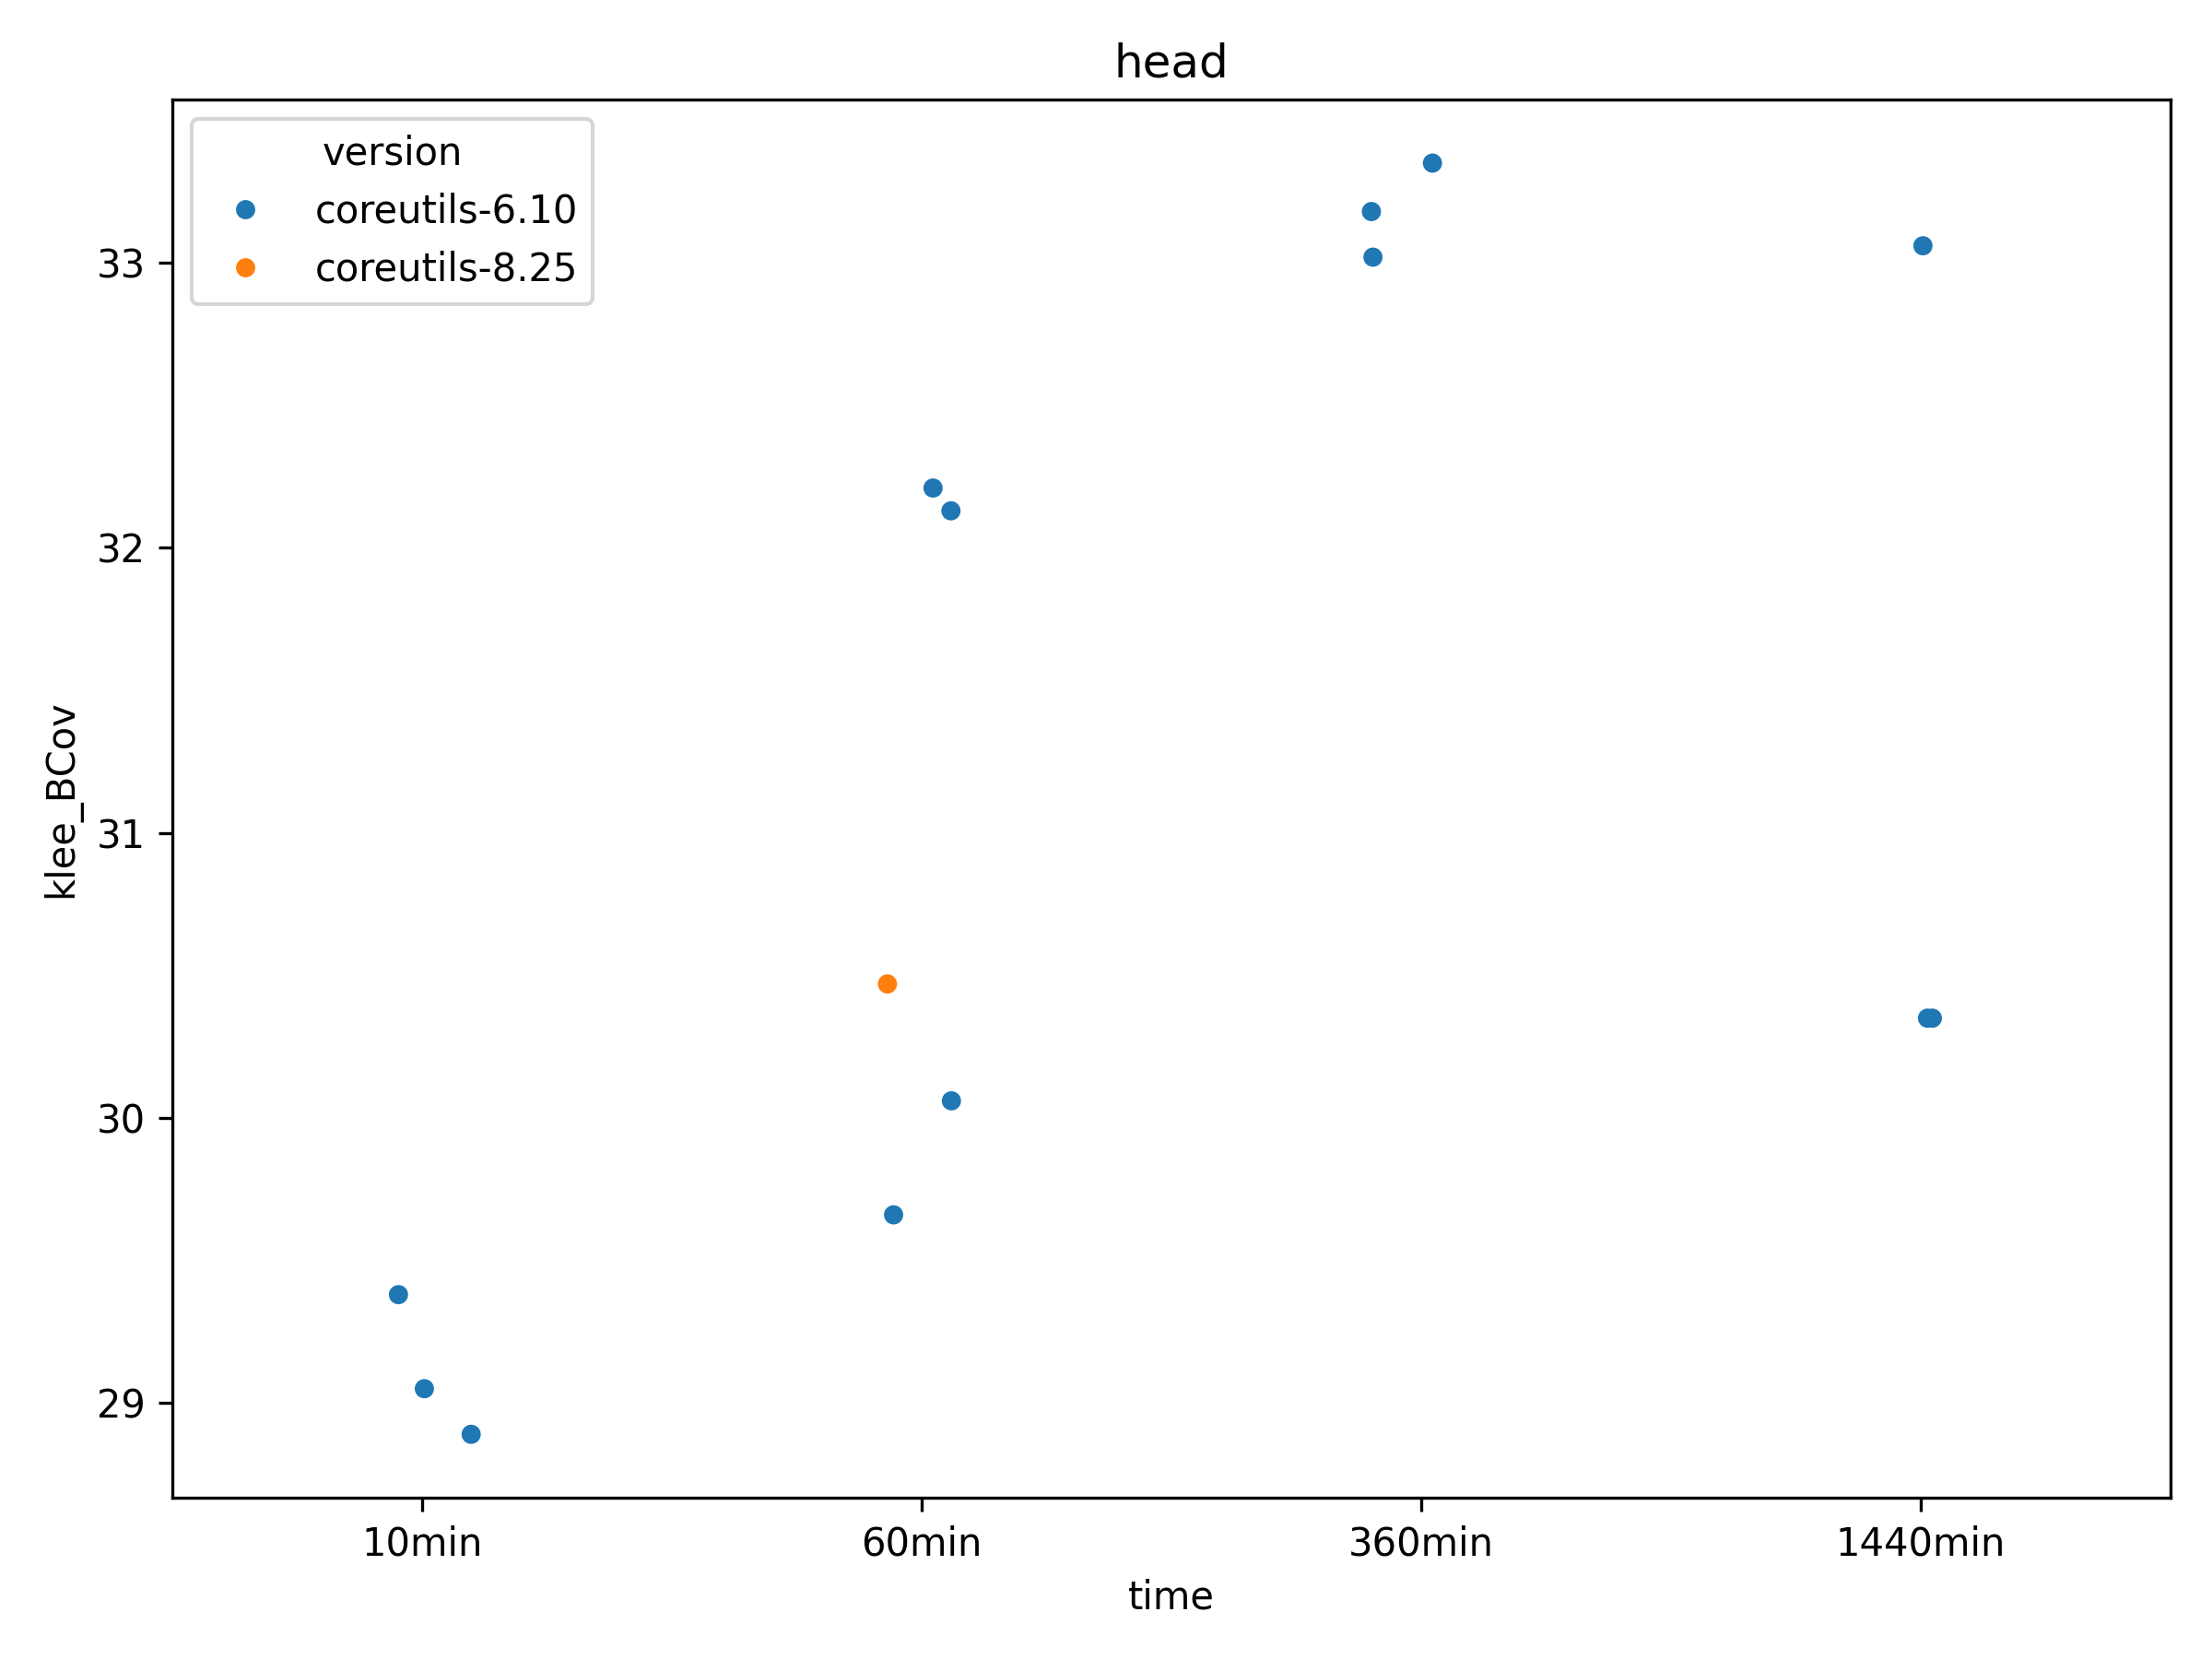 head
version
coreutils-6.10
coreutils-8.25
33
32
31
30
29
klee_BCov
10min
60min
360min
1440min
time